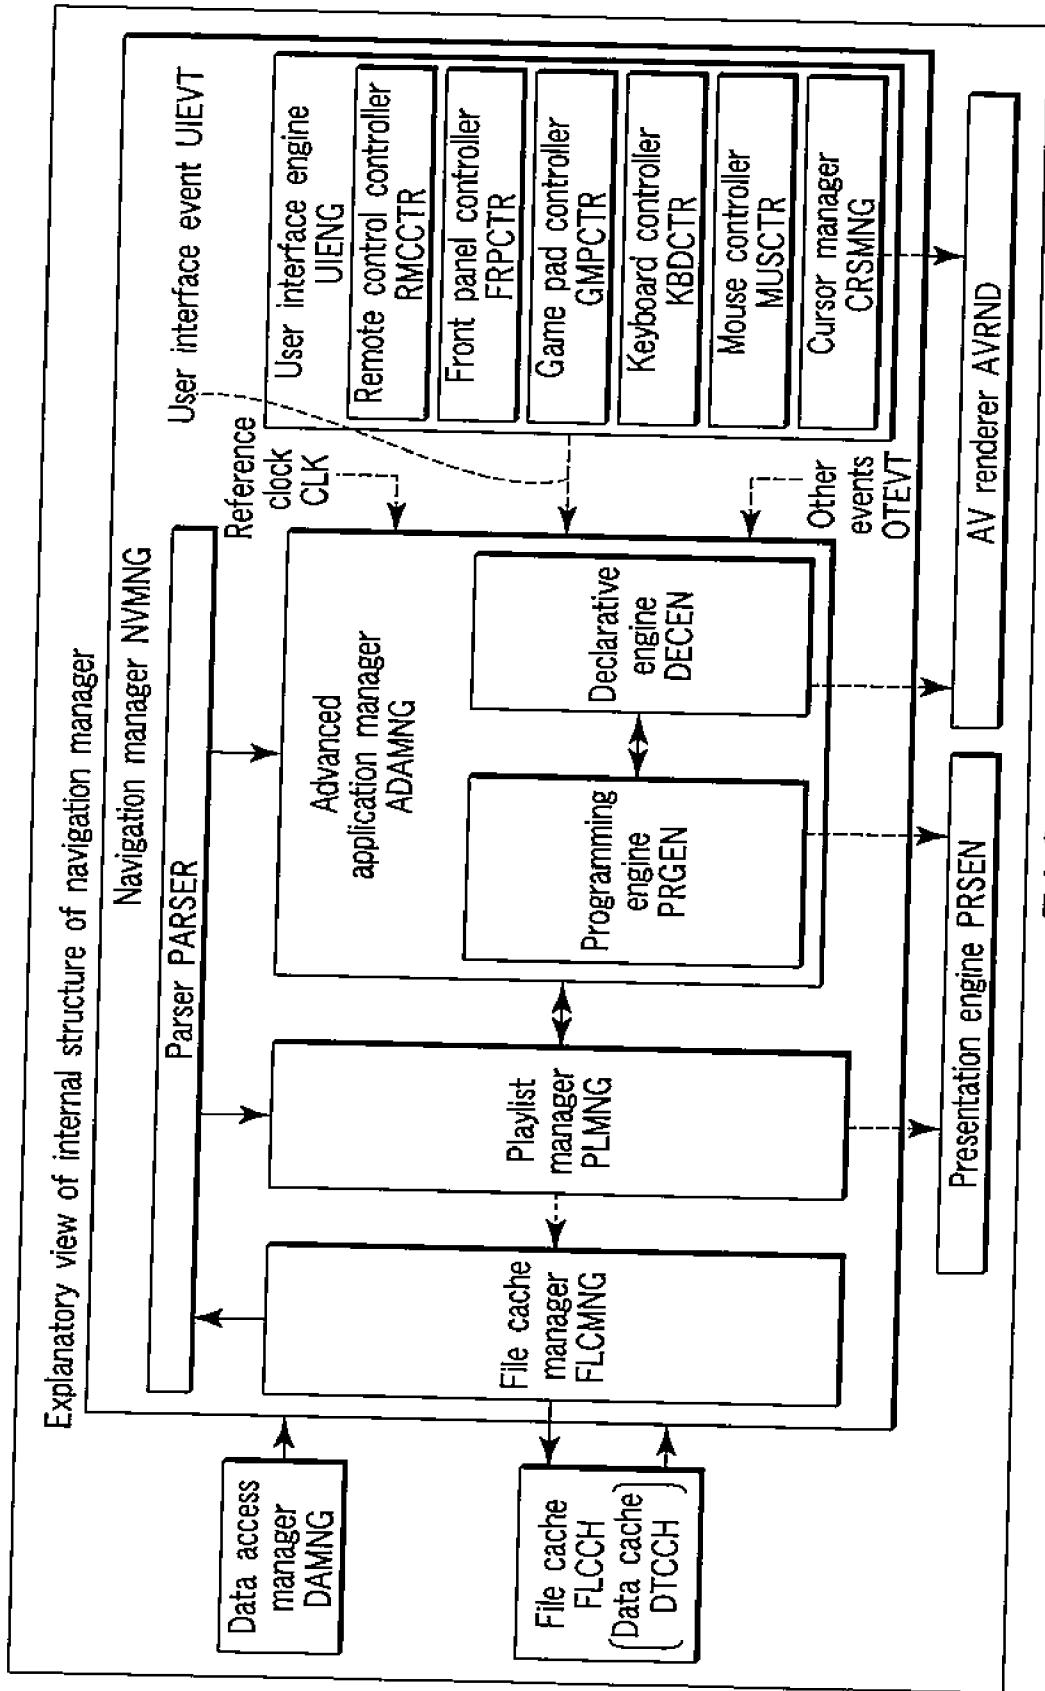 Explanatory view of internal structure of navigation manager
Navigation manager NVMNG
Parser PARSER
User interface event UIEVT
Reference
clock
CLK
User interface engine
UIENG
Remote control controller
RMCCTR
Front panel controller
FRPCTR
Game pad controller
GMPCTR
Keyboard controller
KBDCTR
Mouse controller
MUSCTR
Cursor manager
CRSMNG
Data access
manager
DAMNG
File cache
FLCCH
(Data cache
DTCCH)
File cache
manager
FLCMNG
Playlist
manager
PLMNG
Advanced
application manager
ADAMNG
Programming
engine
PRGEN
Declarative
engine
DECEN
Other
events
OTEVT
Presentation engine PRSEN
AV renderer AVRND